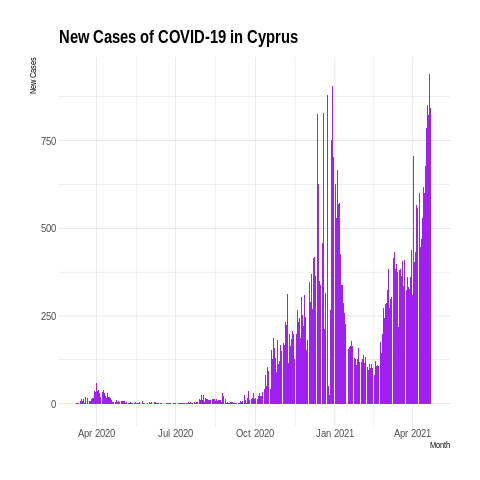 New Cases of COVID-19 in Cyprus
New Cases
750
500
250
0
Apr 2020
Jul 2020
Oct 2020
Jan 2021
Apr 2021
Month